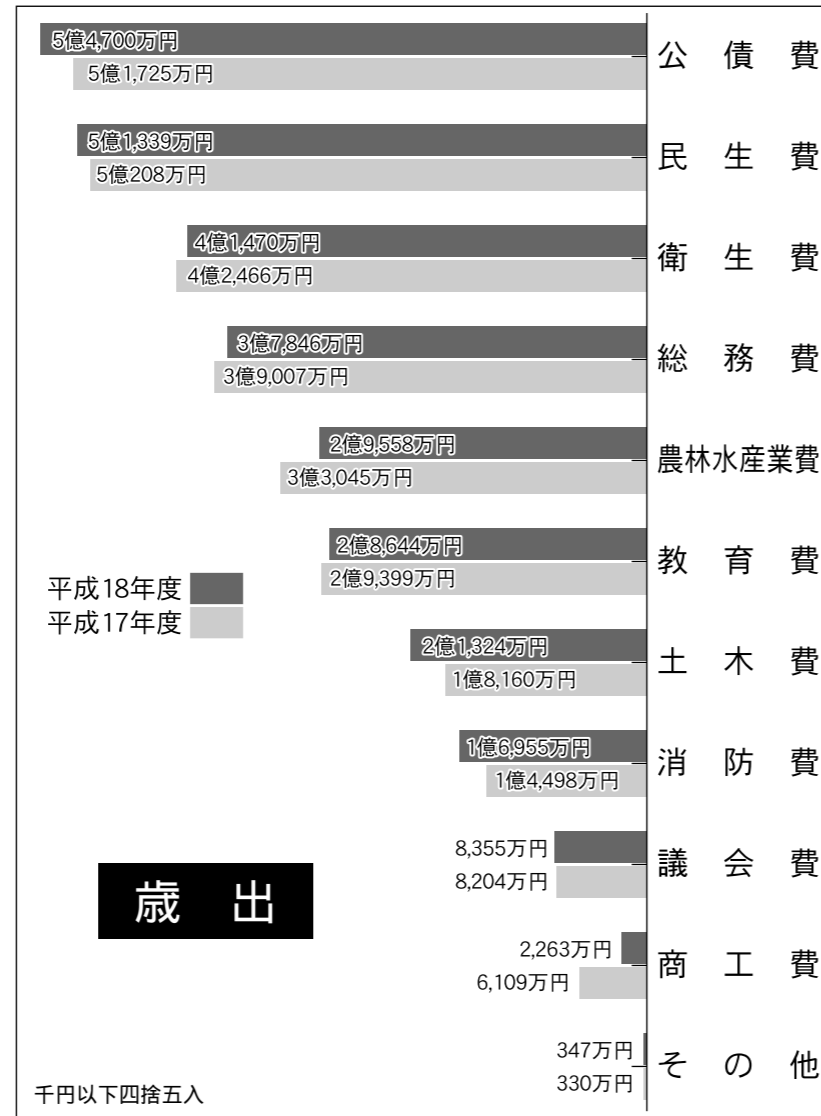 5億4,700万円
5億1,725万円
公債費
5億1,339万円
5億208万円
民生費
4億1,470万円
4億2,466万円
衛生費
3億7,846万円
3億9,007万円
総務費
2億9,558万円
3億3,045万円
農林水産業費
2億8,644万円
2億9,399万円
教育費
平成18年度
平成17年度
2億1,324万円
1億8,160万円
土木費
1億6,955万円
1億4,498万円
消防費
8,355万円
8,204万円
議会費
歳出
2,263万円
6,109万円
商工費
347万円
330万円
その他
千円以下四捨五入